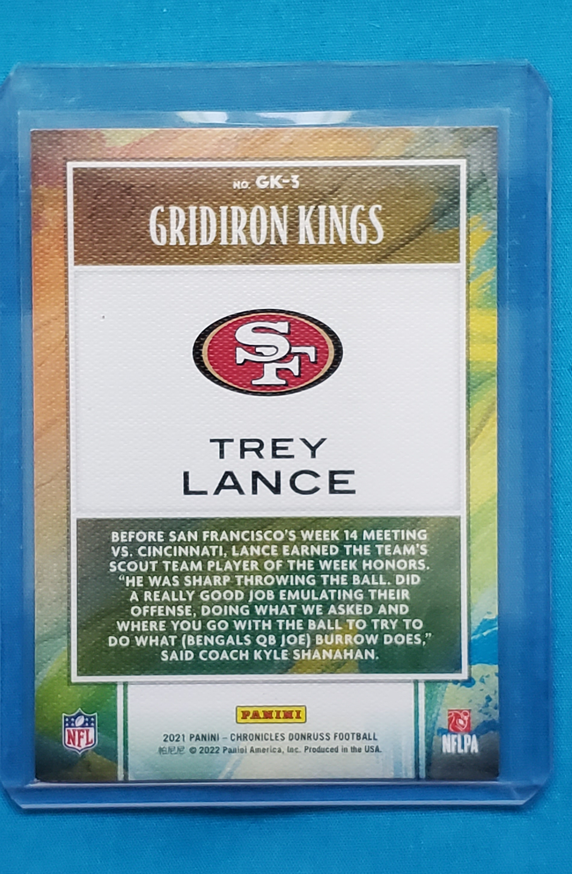 NO. GK-3
GRIDIRON KINGS
SF
TREY
LANCE
BEFORE SAN FRANCISCO'S WEEK 14 MEETING
VS. CINCINNATI, LANCE EARNED THE TEAM'S
SCOUT TEAM PLAYER OF THE WEEK HONORS.
"HE WAS SHARP THROWING THE BALL. DID
A REALLY GOOD JOB EMULATING THEIR
OFFENSE, DOING WHAT WE ASKED AND
WHERE YOU GO WITH THE BALL TO TRY TO
DO WHAT (BENGALS QB JOE) BURROW DOES,"
SAID COACH KYLE SHANAHAN.
PANINI
NFL
2021 PANINI – CHRONICLES DONRUSS FOOTBALL
帕尼尼 © 2022 Panini America, Inc. Produced in the USA.
NFLPA